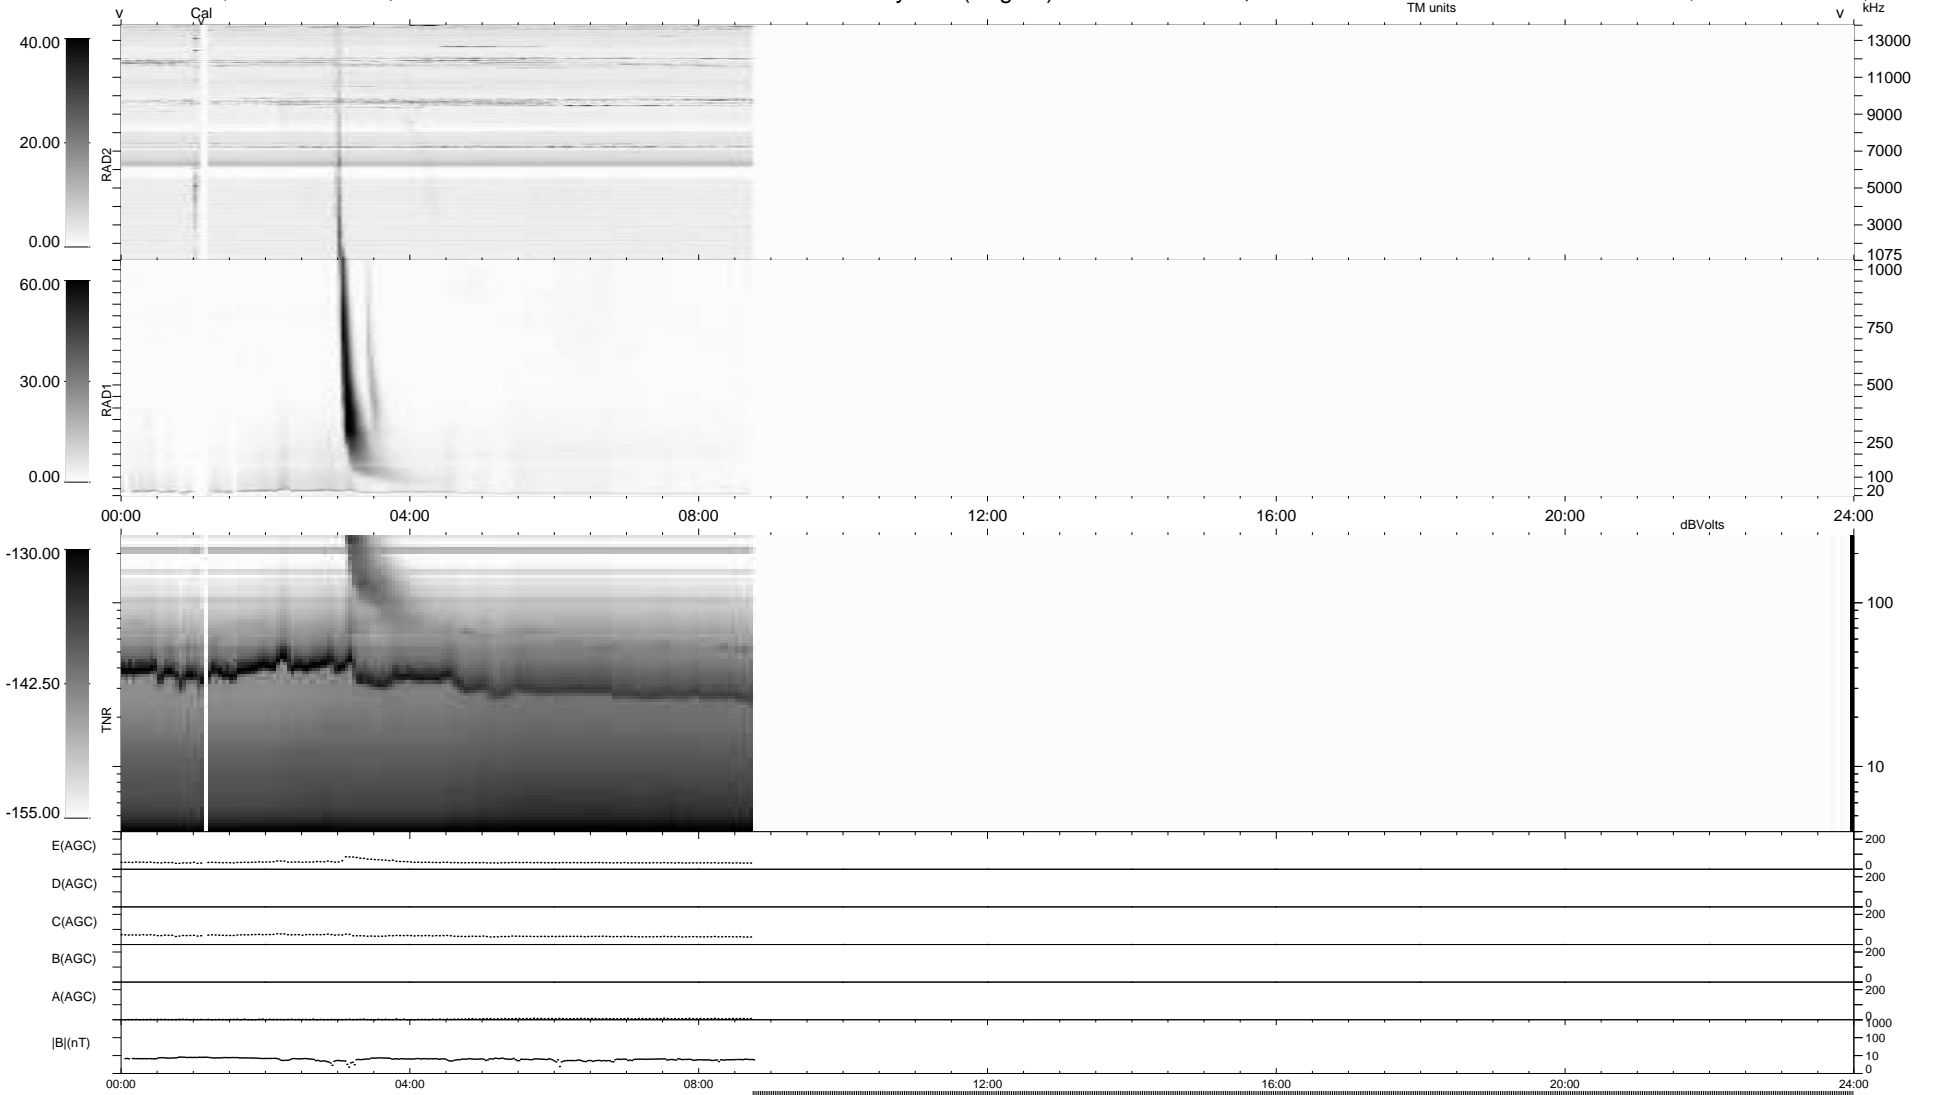 v Cal TM units v kHz
40.00
20.00
0.00
RAD2
13000
11000
9000
7000
5000
3000
1075
60.00
30.00
0.00
RAD1
1000
750
500
250
100
20
00:00 04:00 08:00 12:00 16:00 20:00 24:00
dBVolts
-130.00
-142.50
-155.00
TNR
100
10
E(AGC) 200 0
D(AGC) 200 0
C(AGC) 200 0
B(AGC) 200 0
A(AGC) 200 0
|B|(nT) 1000 100 10 0
00:00 04:00 08:00 12:00 16:00 20:00 24:00